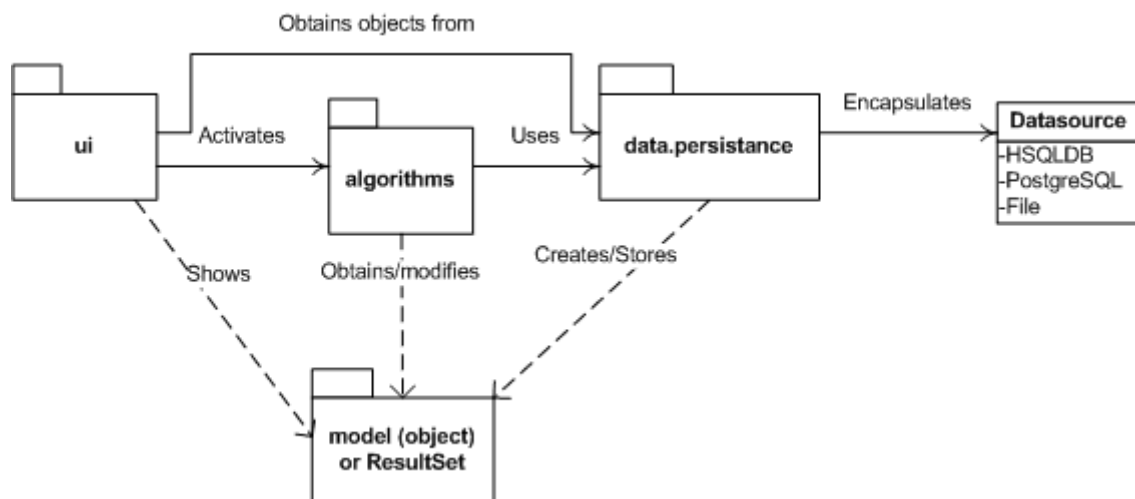 Obtains objects from
ui
Activates
algorithms
Uses
data.persistance
Encapsulates
Datasource
-HSQLDB
-PostgreSQL
-File
Shows
Obtains/modifies
Creates/Stores
model (object)
or ResultSet